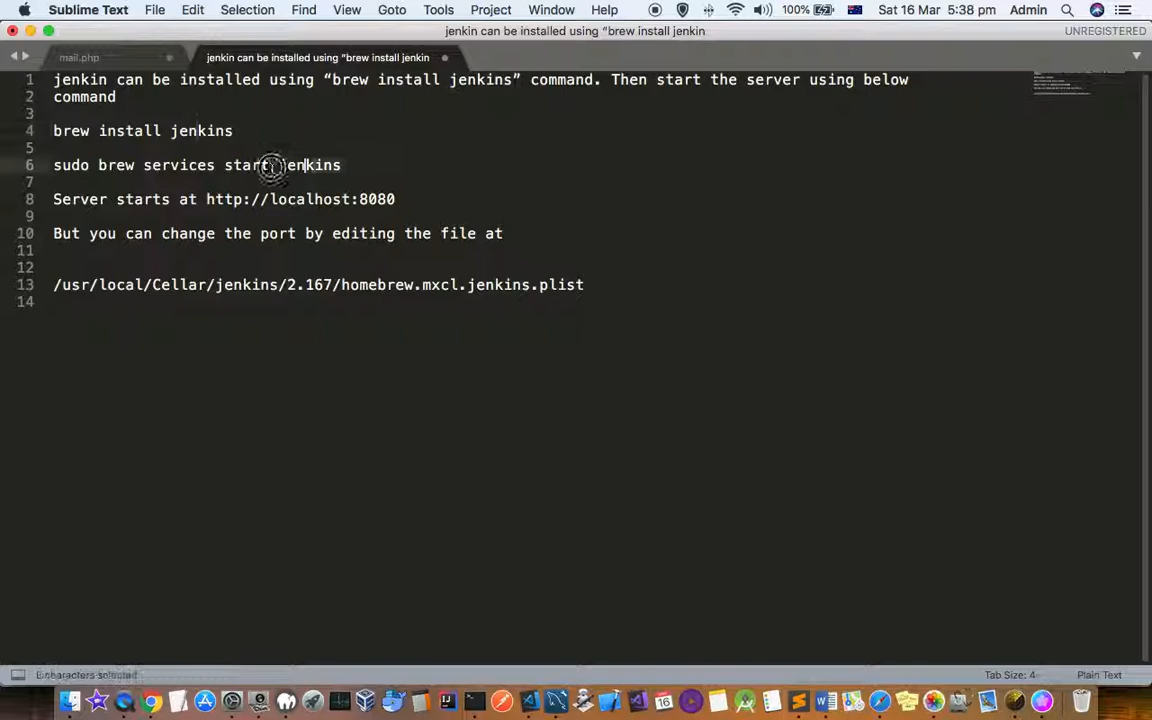 Sublime Text File Edit Selection Find View Goto Tools Project Window Help 100% Sat 16 Mar 5:38 pm Admin
jenkin can be installed using “brew install jenkin UNREGISTERED
mail.php jenkin can be installed using “brew install jenkin
1 jenkin can be installed using “brew install jenkins” command. Then start the server using below
2 command
3
4 brew install jenkins
5
6 sudo brew services start jenkins
7
8 Server starts at http://localhost:8080
9
10 But you can change the port by editing the file at
11
12
13 /usr/local/Cellar/jenkins/2.167/homebrew.mxcl.jenkins.plist
14
characters selected Tab Size: 4 Plain Text